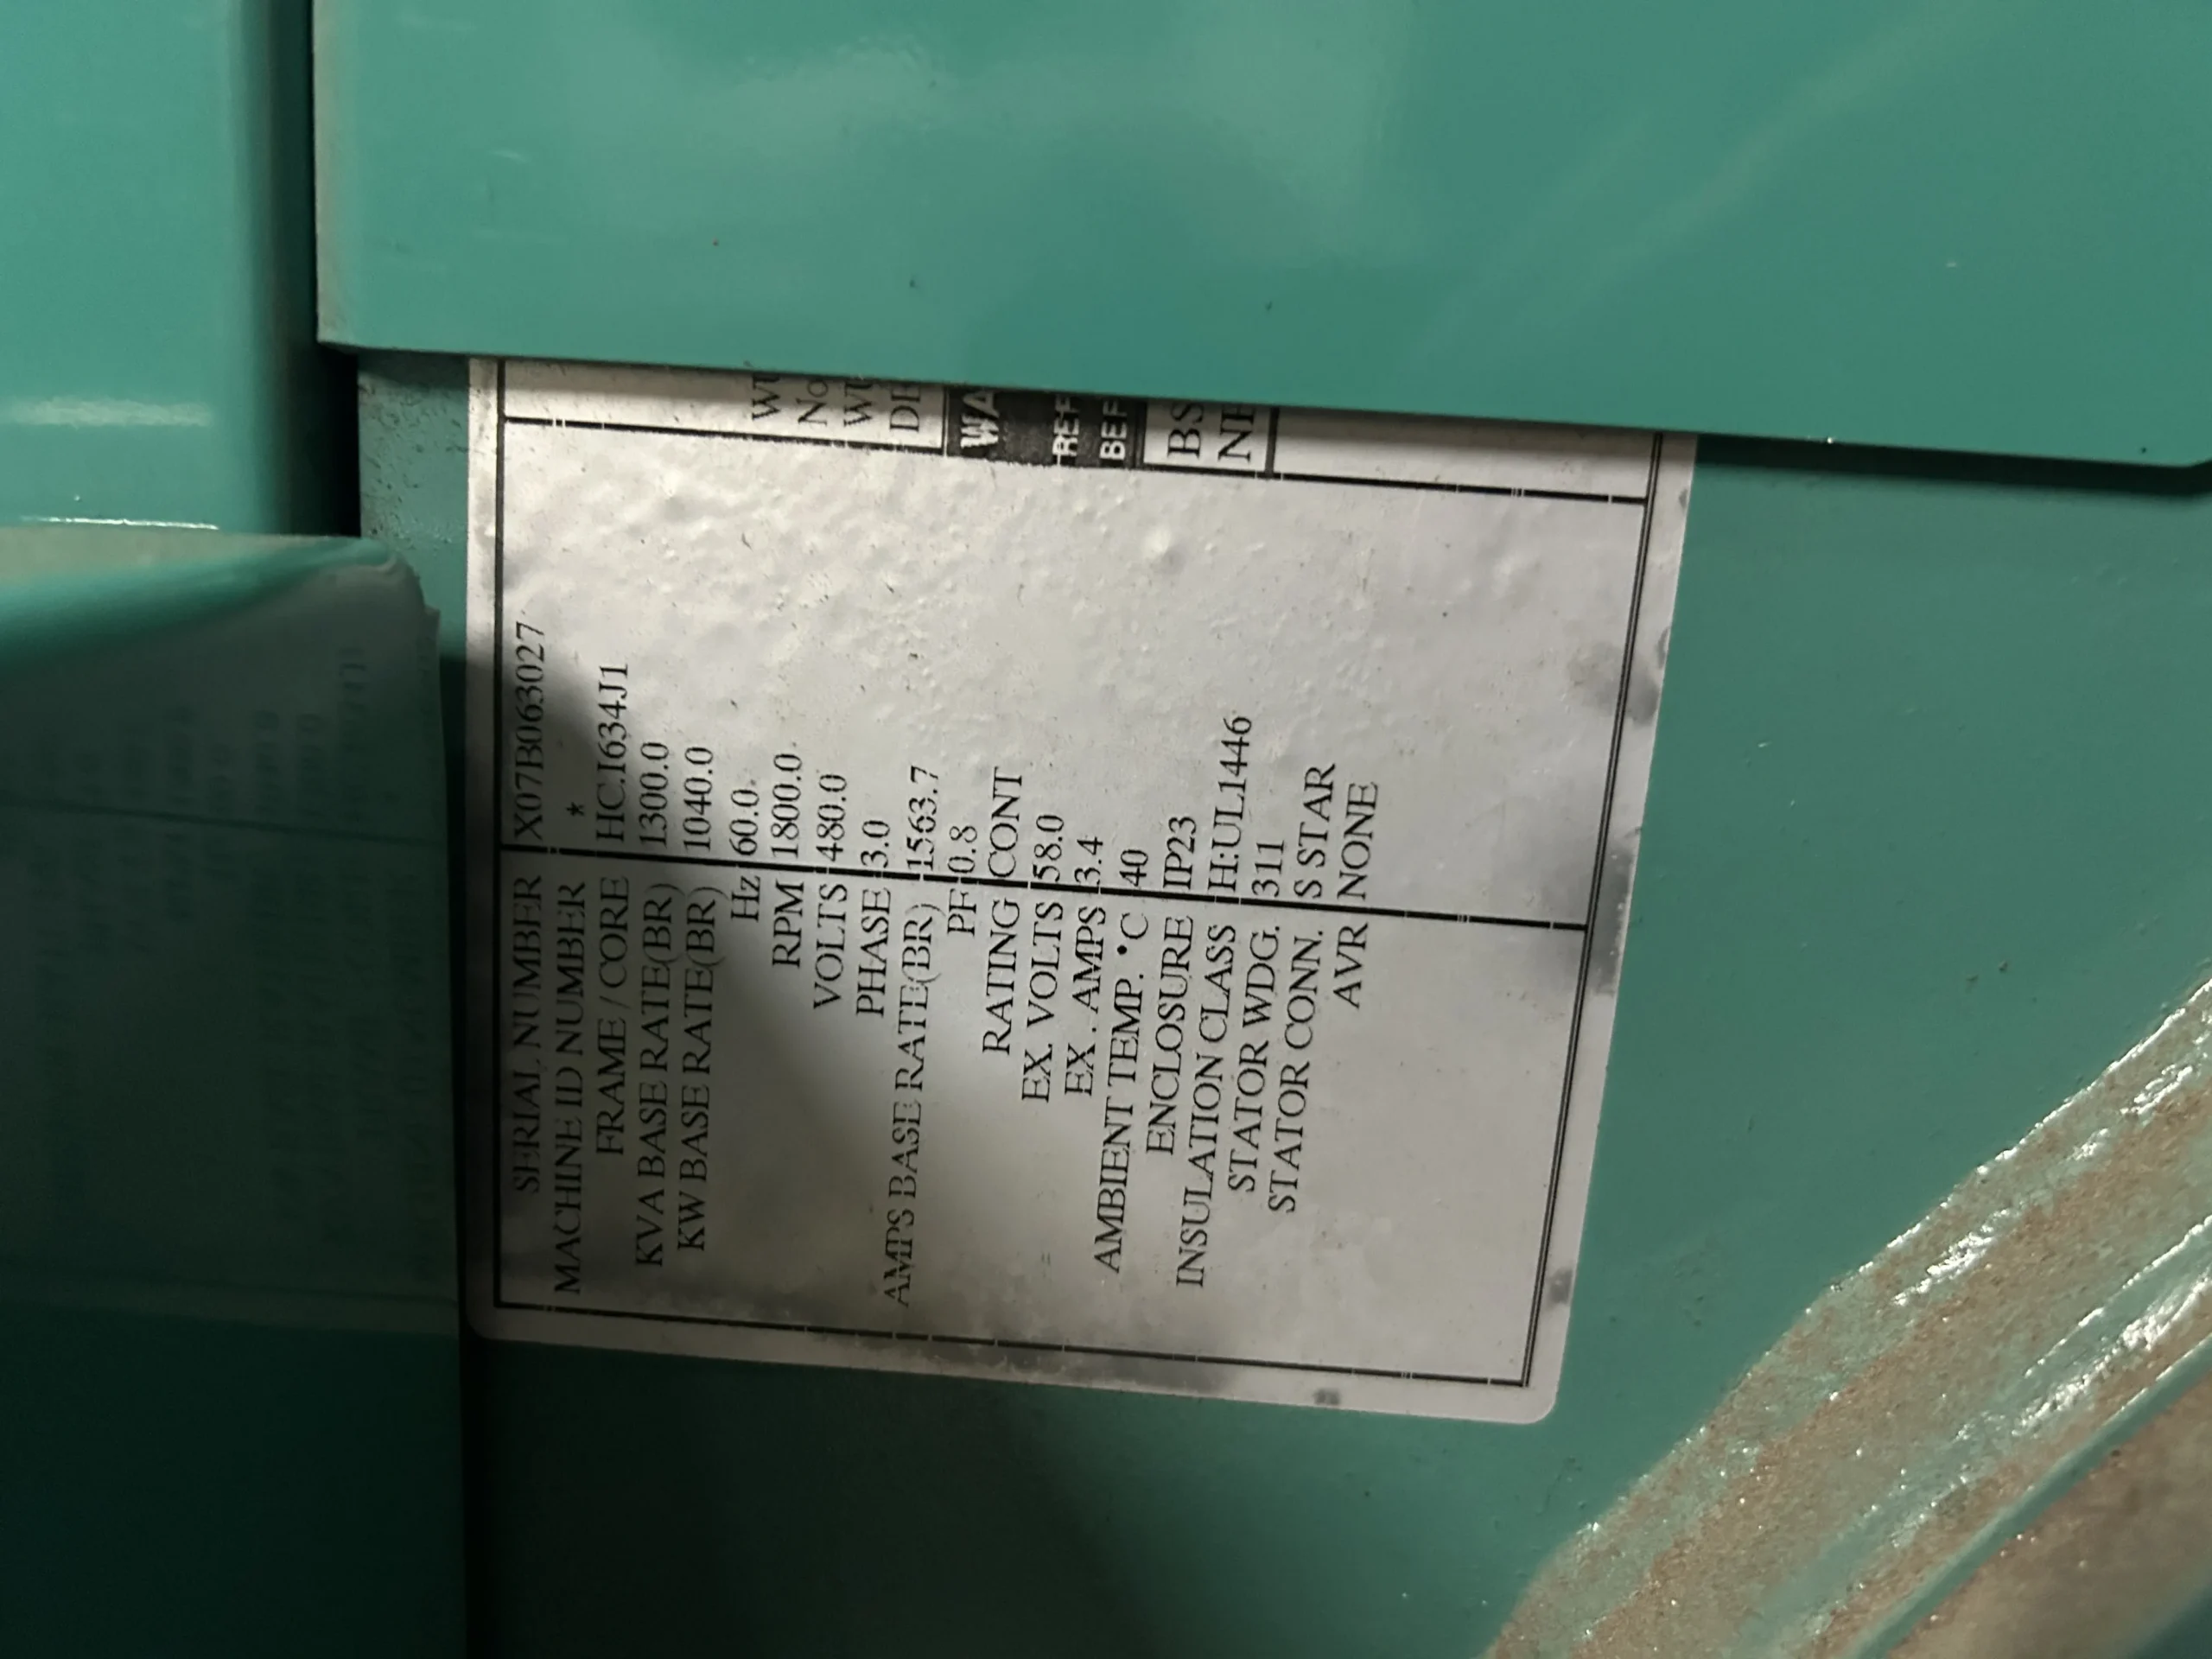 SERIAL NUMBER X07B063027
MACHINE ID NUMBER *
FRAME / CORE HC.I634J1
KVA BASE RATE(BR) 1300.0
KW BASE RATE(BR) 1040.0
Hz 60.0
RPM 1800.0
VOLTS 480.0
PHASE 3.0
AMPS BASE RATE(BR) 1563.7
PF 0.8
RATING CONT
EX. VOLTS 58.0
EX . AMPS 3.4
AMBIENT TEMP. °C 40
ENCLOSURE IP23
INSULATION CLASS H:UL1446
STATOR WDG. 311
STATOR CONN. S STAR
AVR NONE